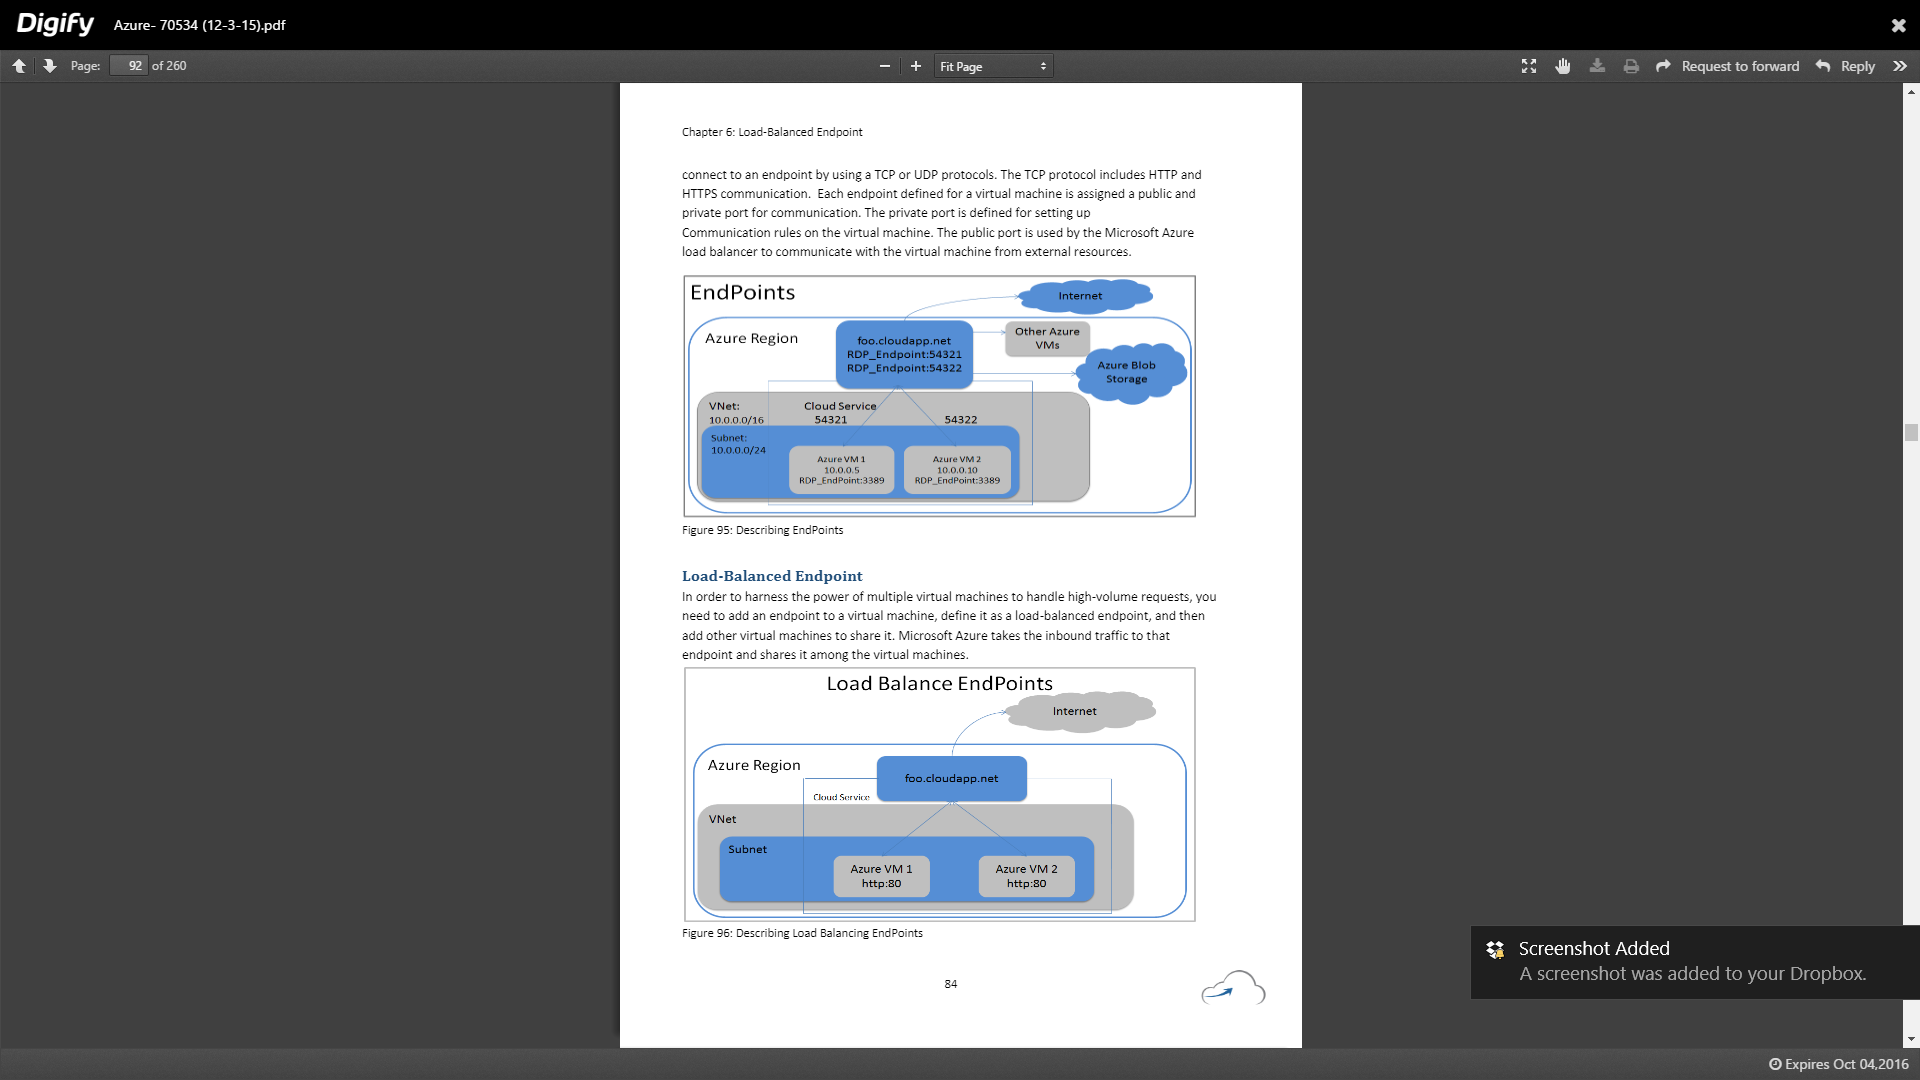 Digify Azure- 70534 (12-3-15).pdf
Page: 92 of 260 Fit Page Request to forward Reply
Chapter 6: Load-Balanced Endpoint
connect to an endpoint by using a TCP or UDP protocols. The TCP protocol includes HTTP and
HTTPS communication.  Each endpoint defined for a virtual machine is assigned a public and
private port for communication. The private port is defined for setting up
Communication rules on the virtual machine. The public port is used by the Microsoft Azure
load balancer to communicate with the virtual machine from external resources.
EndPoints
Internet
Azure Region
foo.cloudapp.net
RDP_Endpoint:54321
RDP_Endpoint:54322
Other Azure
VMs
Azure Blob
Storage
VNet:
10.0.0.0/16
Cloud Service
54321
54322
Subnet:
10.0.0.0/24
Azure VM 1
10.0.0.5
RDP_EndPoint:3389
Azure VM 2
10.0.0.10
RDP_EndPoint:3389
Figure 95: Describing EndPoints
Load-Balanced Endpoint
In order to harness the power of multiple virtual machines to handle high-volume requests, you
need to add an endpoint to a virtual machine, define it as a load-balanced endpoint, and then
add other virtual machines to share it. Microsoft Azure takes the inbound traffic to that
endpoint and shares it among the virtual machines.
Load Balance EndPoints
Internet
Azure Region
foo.cloudapp.net
Cloud Service
VNet
Subnet
Azure VM 1
http:80
Azure VM 2
http:80
Figure 96: Describing Load Balancing EndPoints
84
Screenshot Added
A screenshot was added to your Dropbox.
Expires Oct 04,2016